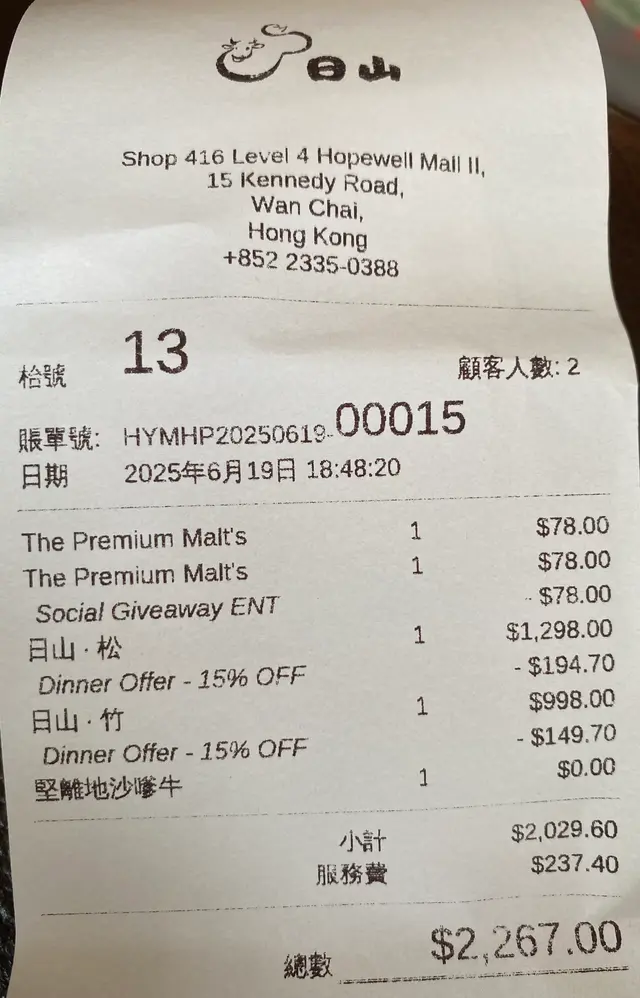 日山
Shop 416 Level 4 Hopewell Mall II,
15 Kennedy Road,
Wan Chai,
Hong Kong
+852 2335-0388
枱號 13 顧客人數: 2
賬單號: HYMHP20250619-00015
日期 2025年6月19日 18:48:20
The Premium Malt's 1 $78.00
The Premium Malt's 1 $78.00
Social Giveaway ENT - $78.00
日山 · 松 1 $1,298.00
Dinner Offer - 15% OFF - $194.70
日山 · 竹 1 $998.00
Dinner Offer - 15% OFF - $149.70
堅離地沙嗲牛 1 $0.00
小計 $2,029.60
服務費 $237.40
總數 $2,267.00